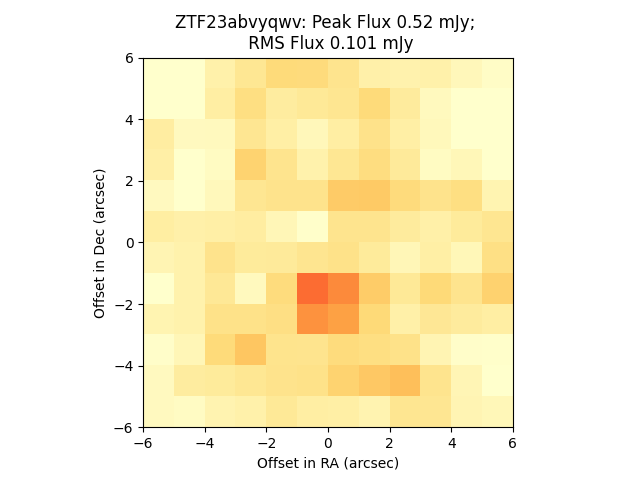 ZTF23abvyqwv: Peak Flux 0.52 mJy;
RMS Flux 0.101 mJy
6
4
2
0
−2
−4
−6
Offset in Dec (arcsec)
−6 −4 −2 0 2 4 6
Offset in RA (arcsec)